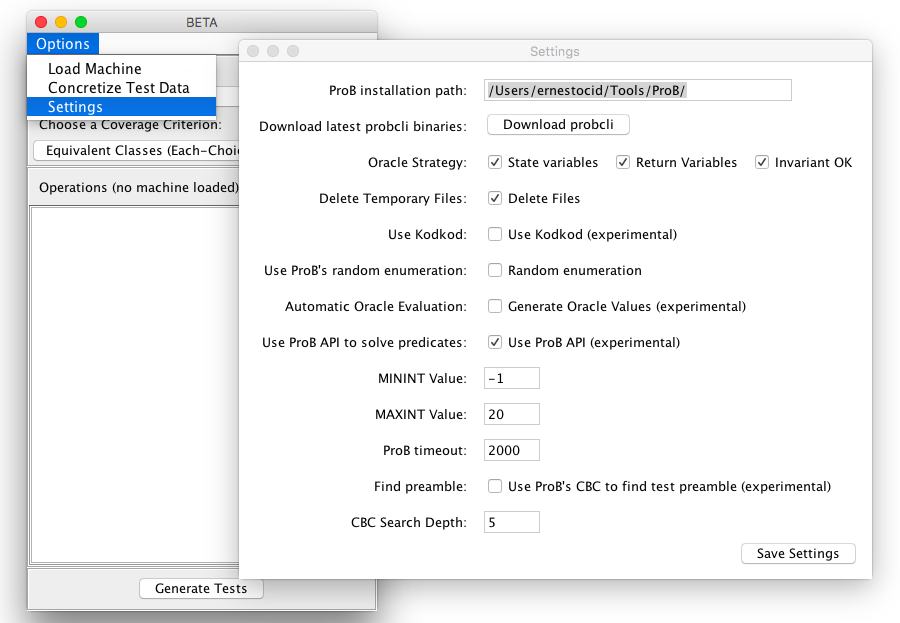 BETA
Options
Load Machine
Concretize Test Data
Settings
Choose a Coverage Criterion:
Equivalent Classes (Each-Choi
Operations (no machine loaded)
Generate Tests
Settings
ProB installation path: /Users/ernestocid/Tools/ProB/
Download latest probcli binaries: Download probcli
Oracle Strategy: State variables Return Variables Invariant OK
Delete Temporary Files: Delete Files
Use Kodkod: Use Kodkod (experimental)
Use ProB's random enumeration: Random enumeration
Automatic Oracle Evaluation: Generate Oracle Values (experimental)
Use ProB API to solve predicates: Use ProB API (experimental)
MININT Value: -1
MAXINT Value: 20
ProB timeout: 2000
Find preamble: Use ProB's CBC to find test preamble (experimental)
CBC Search Depth: 5
Save Settings